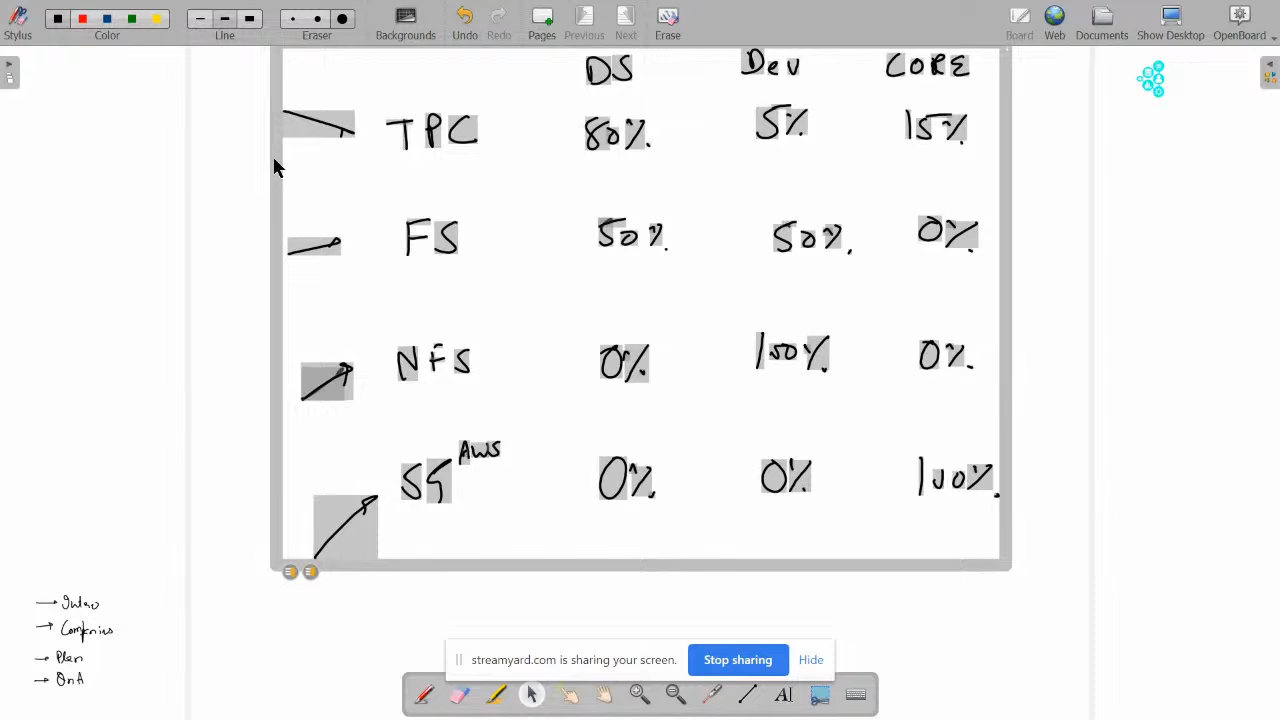 Stylus
Color
Line
Eraser
Backgrounds
Undo
Redo
Pages
Previous
Next
Erase
Board
Web
Documents
Show Desktop
OpenBoard
DS Dev CORE
TPC 80% 5% 15%
FS 50% 50% 0%
NFS 0% 100% 0%
AWS
0% 0% 100%
→ Intro
→ Companies
→ Plan
→ QnA
streamyard.com is sharing your screen.
Stop sharing
Hide